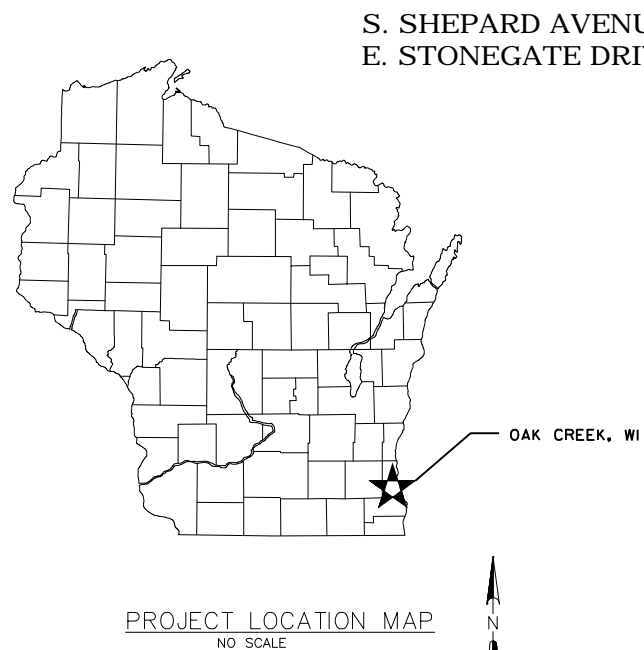 S. SHEPARD AVENU
E. STONEGATE DRI
OAK CREEK, WI
PROJECT LOCATION MAP
NO SCALE
N